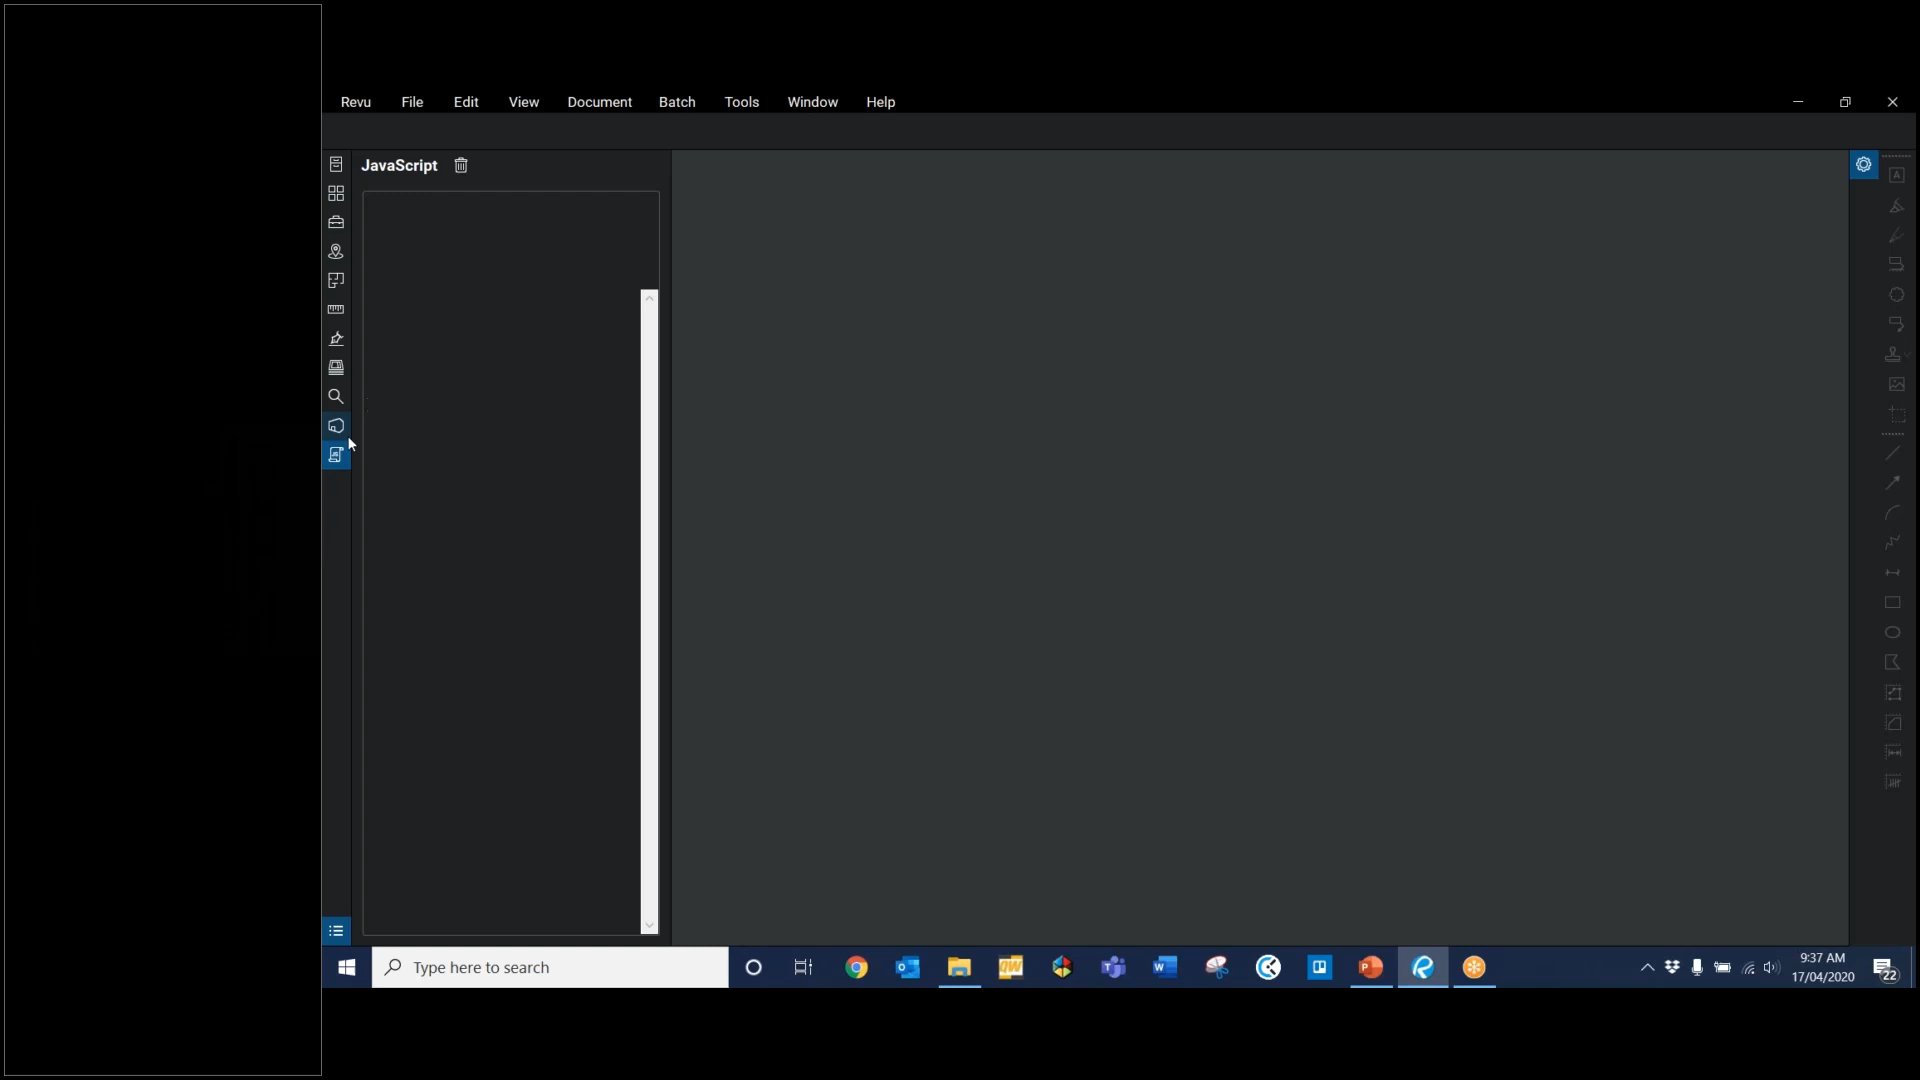 Revu File Edit View Document Batch Tools Window Help
JavaScript
Type here to search
9:37 AM
17/04/2020
22